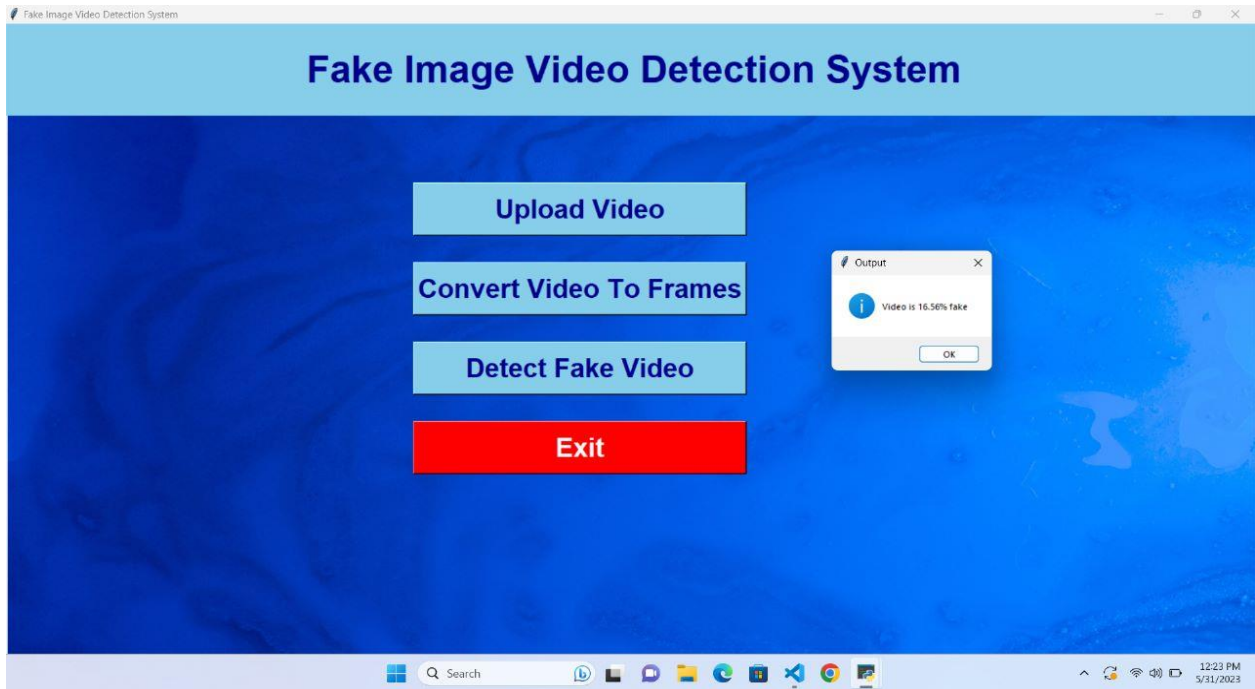 Fake Image Video Detection System
Fake Image Video Detection System
Upload Video
Convert Video To Frames
Output
Video is 16.56% fake
OK
Detect Fake Video
Exit
Search
12:23 PM
5/31/2023